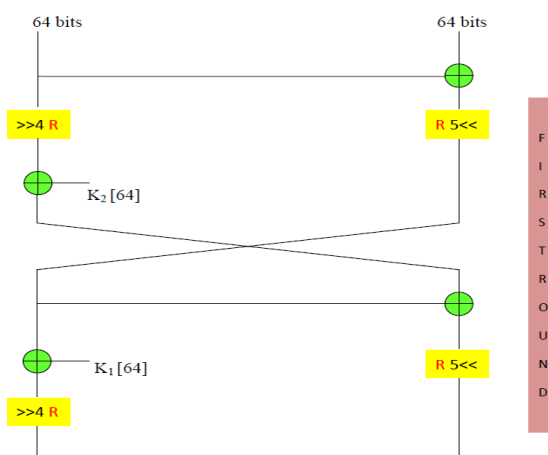 64 bits 64 bits
>>4 R R 5<<
K₂ [64]
K₁ [64]
R 5<<
>>4 R
F
I
R
S
T
R
O
U
N
D